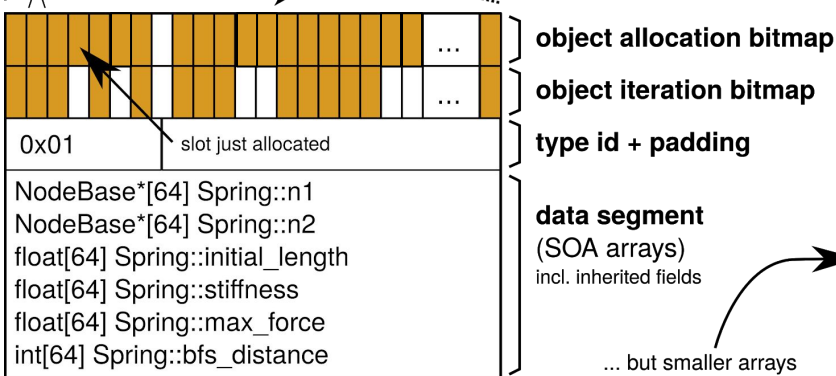 ...
... object allocation bitmap
... object iteration bitmap
0x01 slot just allocated type id + padding
NodeBase*[64] Spring::n1
NodeBase*[64] Spring::n2
float[64] Spring::initial_length
float[64] Spring::stiffness
float[64] Spring::max_force
int[64] Spring::bfs_distance
data segment
(SOA arrays)
incl. inherited fields
... but smaller arrays